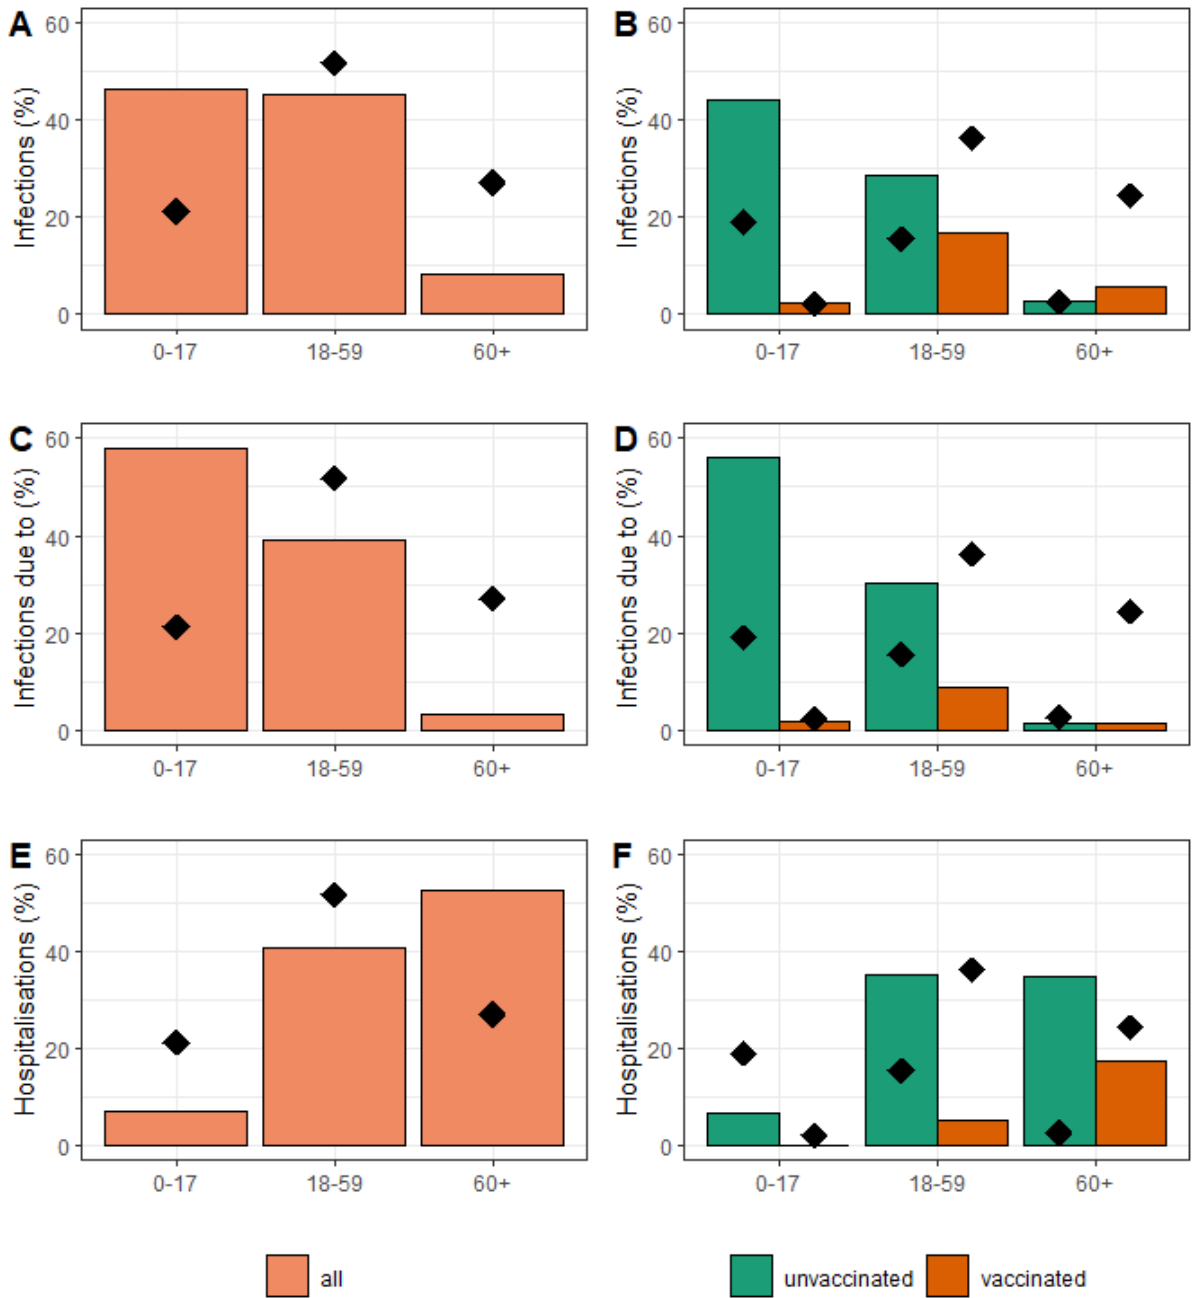 A
B
Infections (%)
60
40
20
0
0-17
18-59
60+
Infections (%)
60
40
20
0
0-17
18-59
60+
C
D
Infections due to (%)
60
40
20
0
0-17
18-59
60+
Infections due to (%)
60
40
20
0
0-17
18-59
60+
E
F
Hospitalisations (%)
60
40
20
0
0-17
18-59
60+
Hospitalisations (%)
60
40
20
0
0-17
18-59
60+
all
unvaccinated
vaccinated